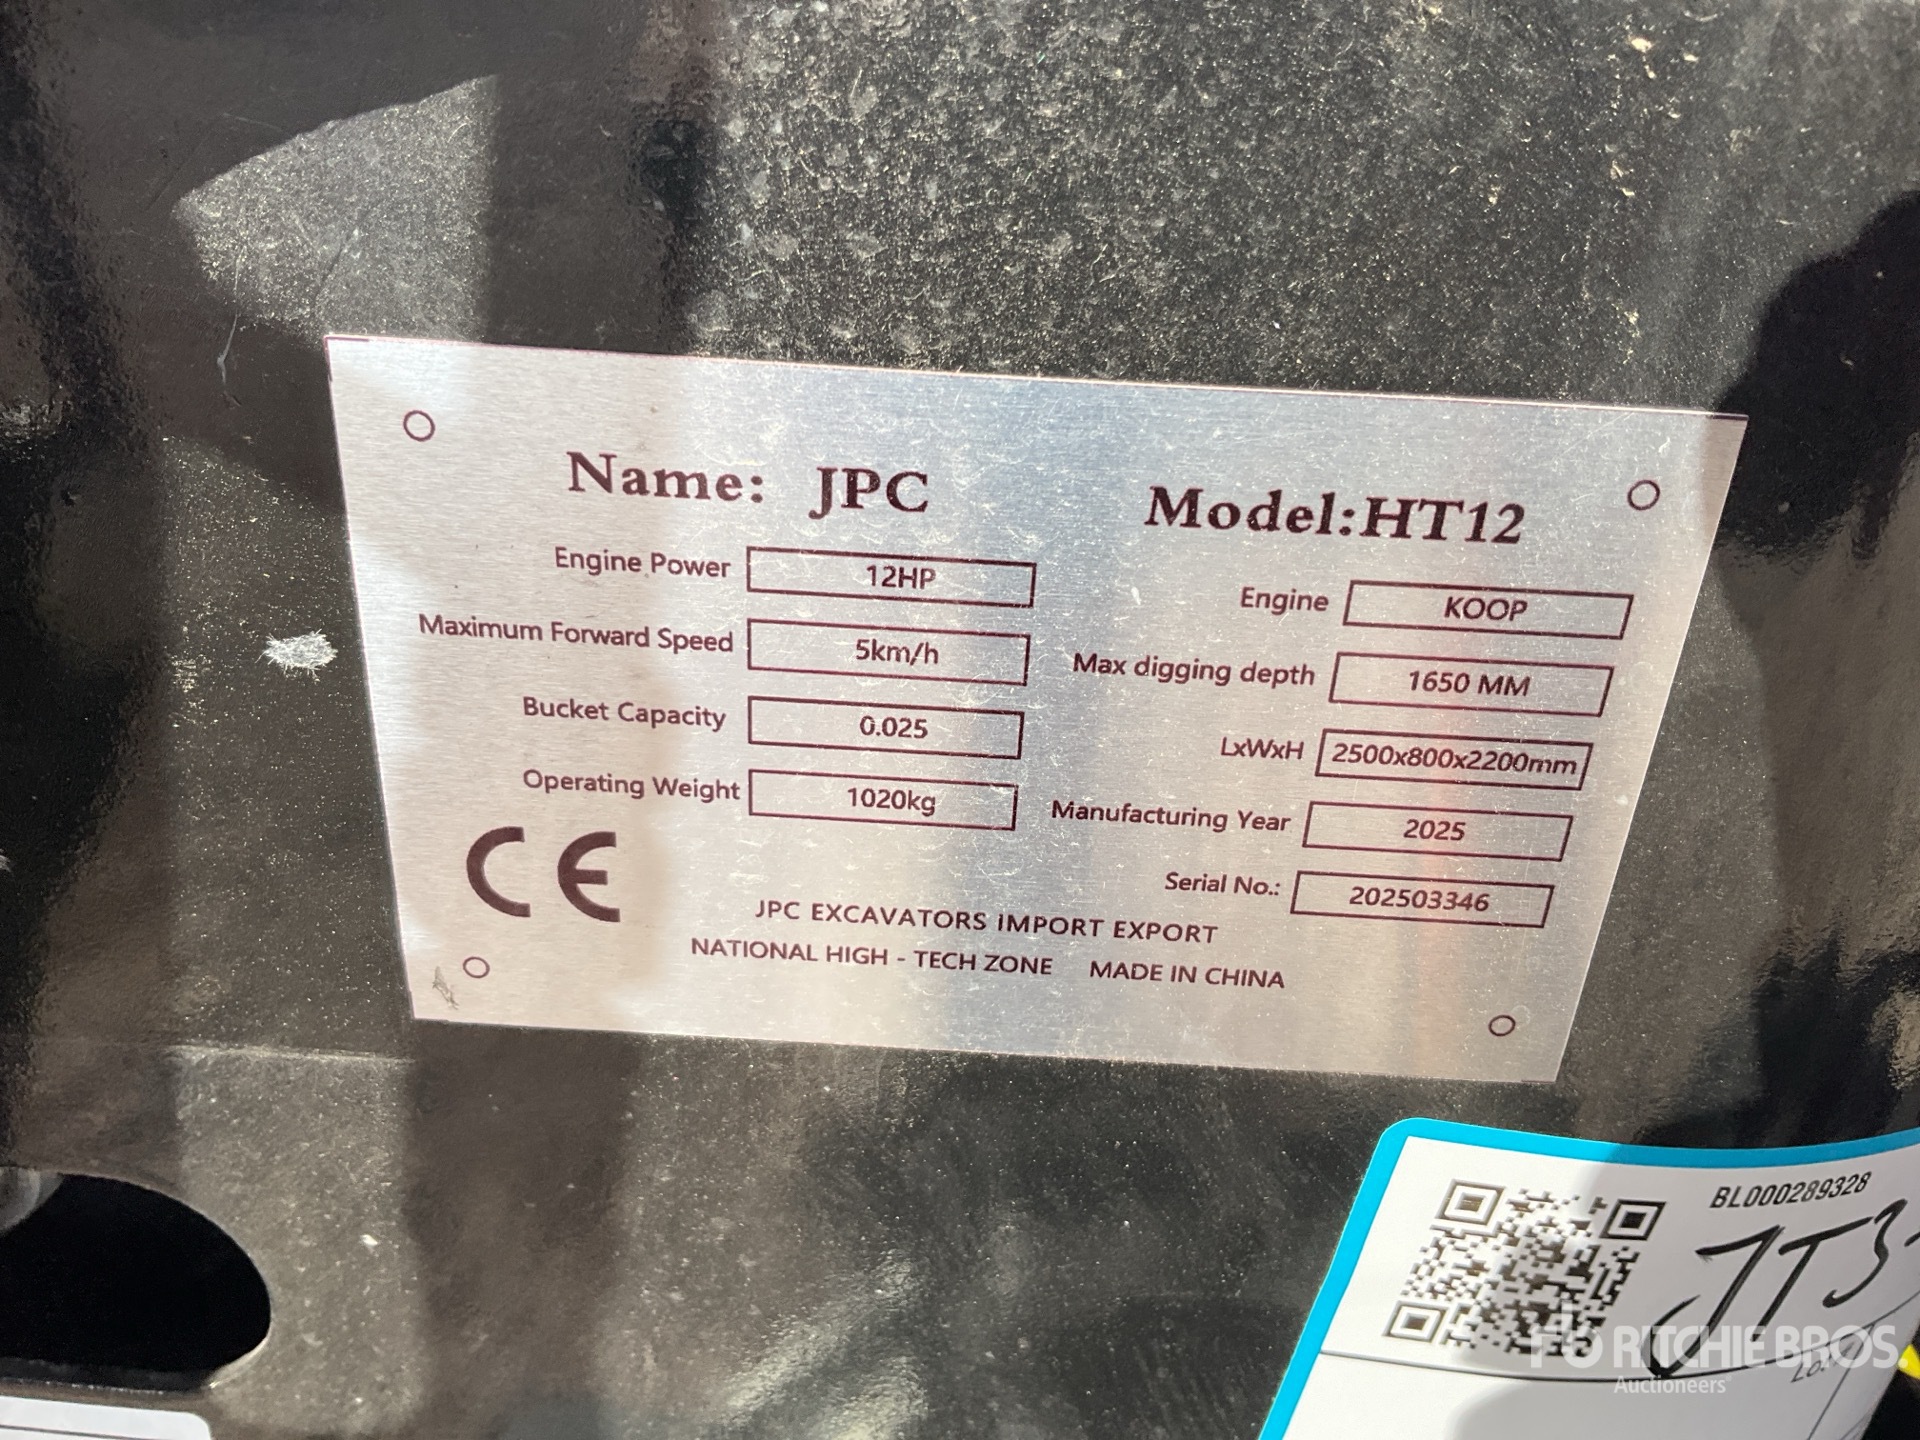 Name: JPC
Model:HT12
Engine Power 12HP
Engine KOOP
Maximum Forward Speed 5km/h
Max digging depth 1650 MM
Bucket Capacity 0.025
LxWxH 2500x800x2200mm
Operating Weight 1020kg
Manufacturing Year 2025
Serial No.: 202503346
CE
JPC EXCAVATORS IMPORT EXPORT
NATIONAL HIGH - TECH ZONE MADE IN CHINA
BL000289328
RITCHIE BROS.
Auctioneers